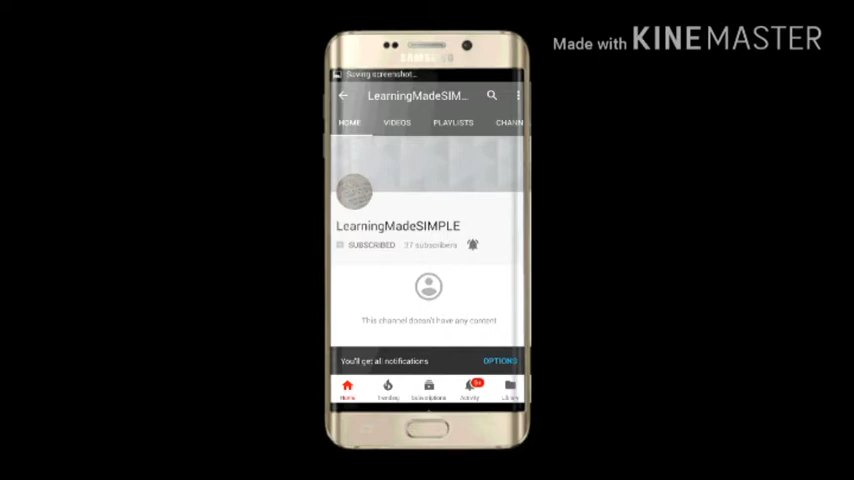 Made with KINEMASTER
SAMSUNG
Saving screenshot...
LearningMadeSIM...
HOME VIDEOS PLAYLISTS CHANN
LearningMadeSIMPLE
SUBSCRIBED 37 subscribers
This channel doesn't have any content
You'll get all notifications OPTIONS
Home Trending Subscriptions Activity Library